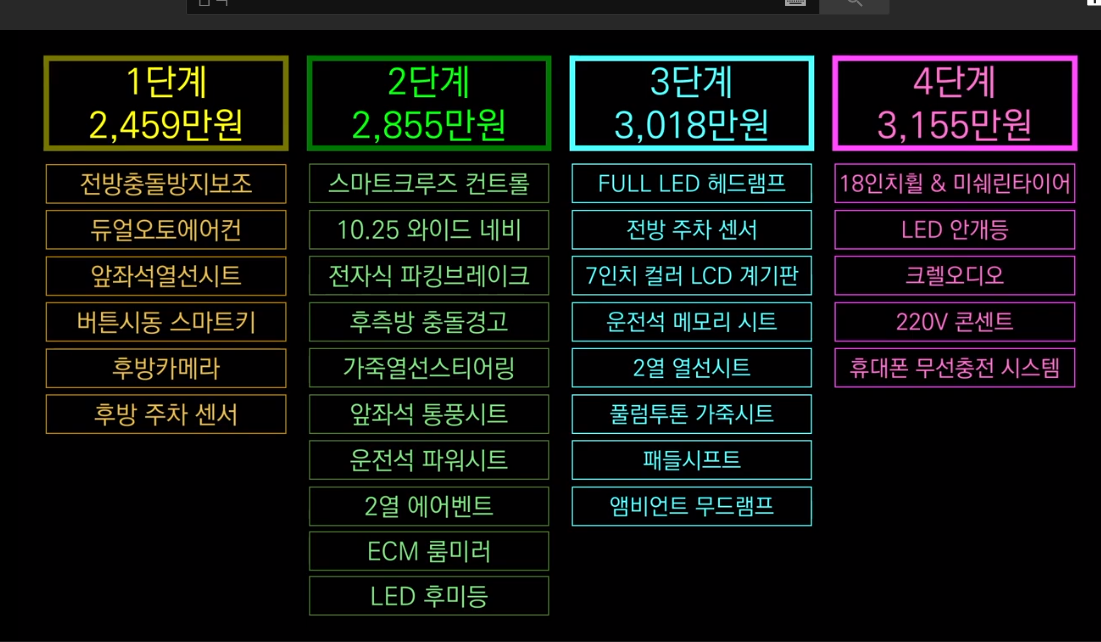 1단계
2,459만원
전방충돌방지보조
듀얼오토에어컨
앞좌석열선시트
버튼시동 스마트키
후방카메라
후방 주차 센서
2단계
2,855만원
스마트크루즈 컨트롤
10.25 와이드 네비
전자식 파킹브레이크
후측방 충돌경고
가죽열선스티어링
앞좌석 통풍시트
운전석 파워시트
2열 에어벤트
ECM 룸미러
LED 후미등
3단계
3,018만원
FULL LED 헤드램프
전방 주차 센서
7인치 컬러 LCD 계기판
운전석 메모리 시트
2열 열선시트
풀럼투톤 가죽시트
패들시프트
앰비언트 무드램프
4단계
3,155만원
18인치휠 & 미쉐린타이어
LED 안개등
크렐오디오
220V 콘센트
휴대폰 무선충전 시스템